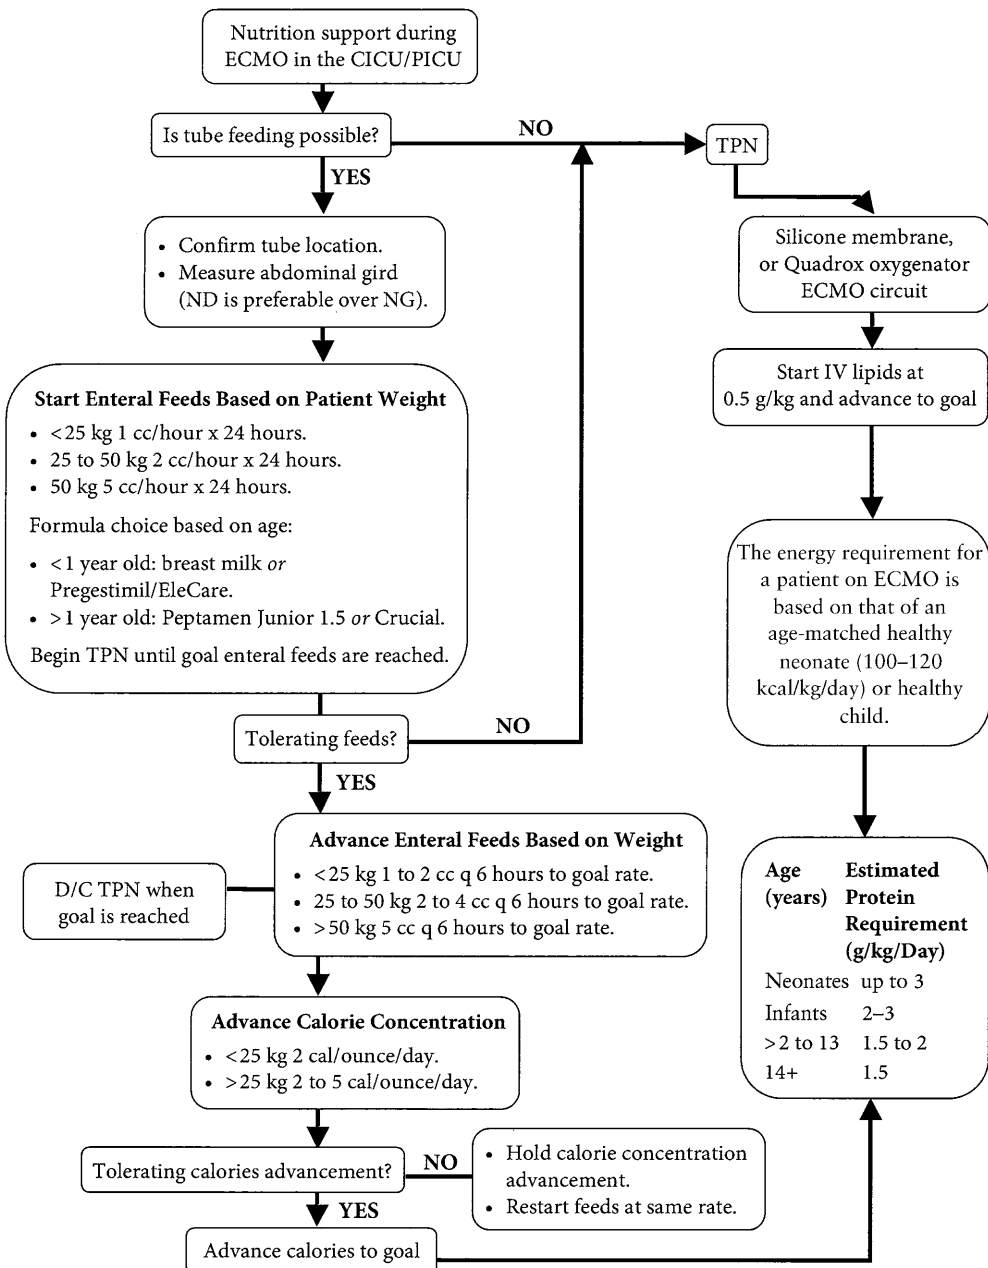 Nutrition support during
ECMO in the CICU/PICU
Is tube feeding possible?
NO
TPN
YES
• Confirm tube location.
• Measure abdominal gird
(ND is preferable over NG).
Silicone membrane,
or Quadrox oxygenator
ECMO circuit
Start IV lipids at
0.5 g/kg and advance to goal
Start Enteral Feeds Based on Patient Weight
• <25 kg 1 cc/hour x 24 hours.
• 25 to 50 kg 2 cc/hour x 24 hours.
• 50 kg 5 cc/hour x 24 hours.
Formula choice based on age:
• <1 year old: breast milk or
Pregestimil/EleCare.
• >1 year old: Peptamen Junior 1.5 or Crucial.
Begin TPN until goal enteral feeds are reached.
The energy requirement for
a patient on ECMO is
based on that of an
age-matched healthy
neonate (100–120
kcal/kg/day) or healthy
child.
Tolerating feeds?
NO
YES
Advance Enteral Feeds Based on Weight
• <25 kg 1 to 2 cc q 6 hours to goal rate.
• 25 to 50 kg 2 to 4 cc q 6 hours to goal rate.
• >50 kg 5 cc q 6 hours to goal rate.
D/C TPN when
goal is reached
Age Estimated
(years) Protein
Requirement
(g/kg/Day)
Neonates up to 3
Infants 2–3
>2 to 13 1.5 to 2
14+ 1.5
Advance Calorie Concentration
• <25 kg 2 cal/ounce/day.
• >25 kg 2 to 5 cal/ounce/day.
Tolerating calories advancement?
NO
• Hold calorie concentration
advancement.
• Restart feeds at same rate.
YES
Advance calories to goal